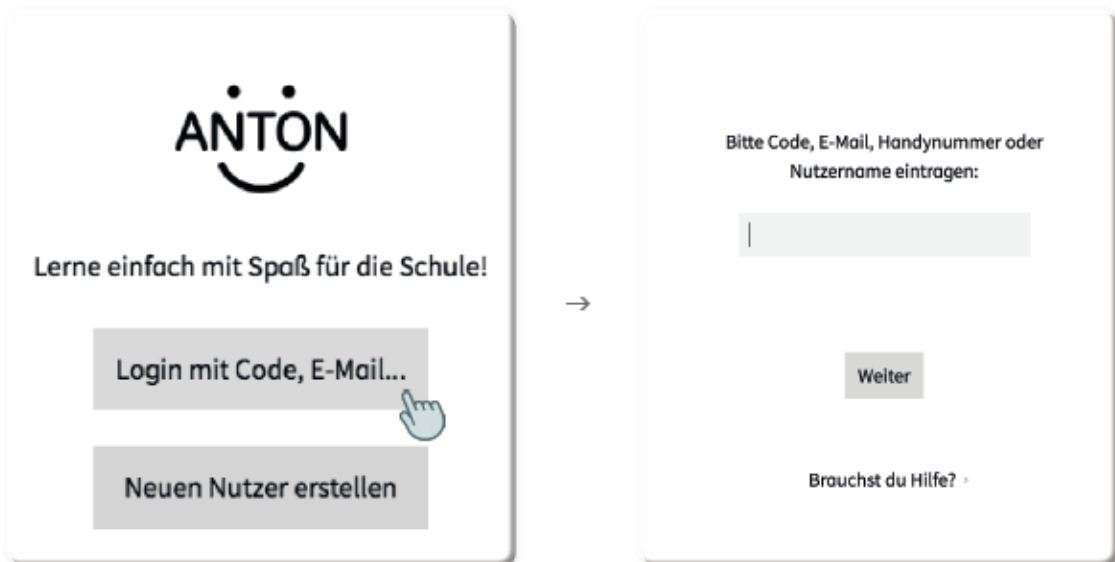 ANTON
Lerne einfach mit Spaß für die Schule!
Login mit Code, E-Mail...
Neuen Nutzer erstellen
→
Bitte Code, E-Mail, Handynummer oder
Nutzername eintragen:
Weiter
Brauchst du Hilfe? >